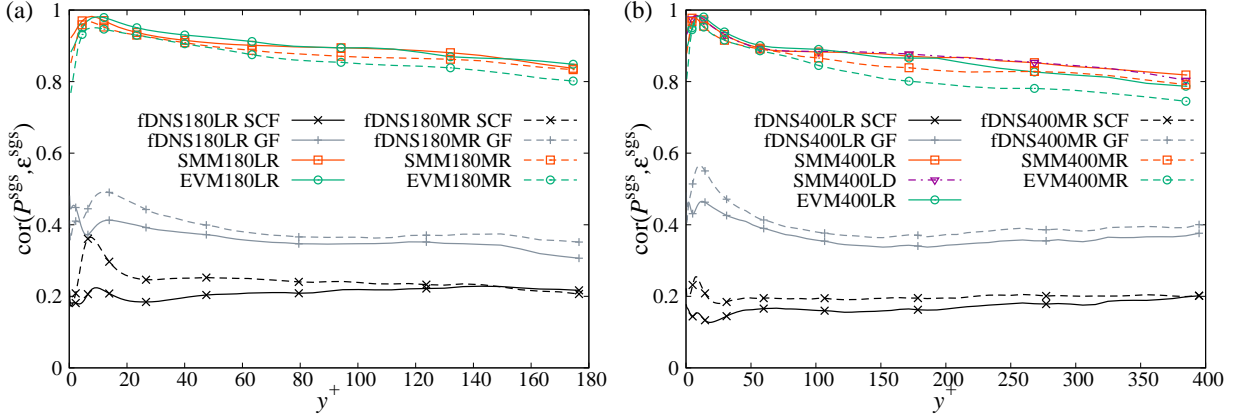 (a)
cor(P^sgs, ε^sgs)
1
0.8
0.6
0.4
0.2
0
0 20 40 60 80 100 120 140 160 180
y^+
fDNS180LR SCF
fDNS180LR GF
SMM180LR
EVM180LR
fDNS180MR SCF
fDNS180MR GF
SMM180MR
EVM180MR
(b)
cor(P^sgs, ε^sgs)
1
0.8
0.6
0.4
0.2
0
0 50 100 150 200 250 300 350 400
y^+
fDNS400LR SCF
fDNS400LR GF
SMM400LR
SMM400LD
EVM400LR
fDNS400MR SCF
fDNS400MR GF
SMM400MR
EVM400MR